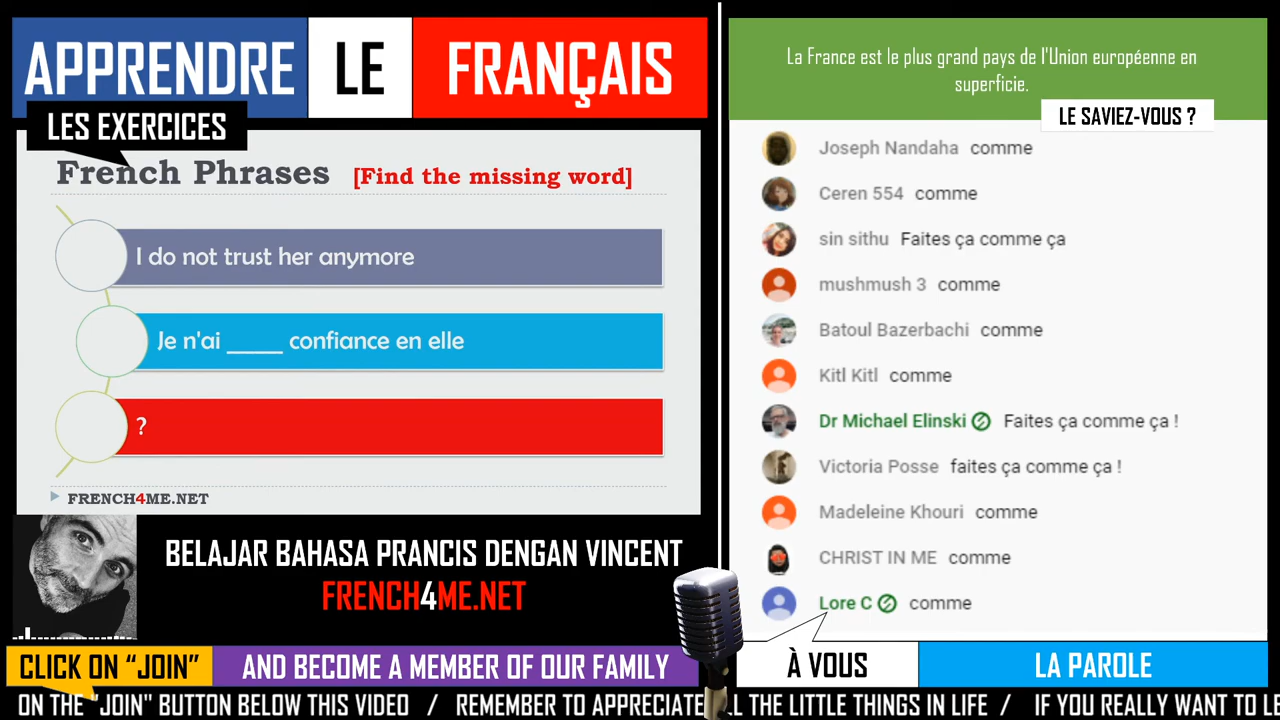 APPRENDRE LE FRANÇAIS
LES EXERCICES
French Phrases [Find the missing word]
I do not trust her anymore
Je n'ai _____ confiance en elle
?
FRENCH4ME.NET
BELAJAR BAHASA PRANCIS DENGAN VINCENT
FRENCH4ME.NET
CLICK ON “JOIN” AND BECOME A MEMBER OF OUR FAMILY
La France est le plus grand pays de l'Union européenne en
superficie.
LE SAVIEZ-VOUS ?
Joseph Nandaha comme
Ceren 554 comme
sin sithu Faites ça comme ça
mushmush 3 comme
Batoul Bazerbachi comme
Kitl Kitl comme
Dr Michael Elinski Faites ça comme ça !
Victoria Posse faites ça comme ça !
Madeleine Khouri comme
CHRIST IN ME comme
Lore C comme
À VOUS LA PAROLE
ON THE "JOIN" BUTTON BELOW THIS VIDEO / REMEMBER TO APPRECIATE LL THE LITTLE THINGS IN LIFE / IF YOU REALLY WANT TO LE